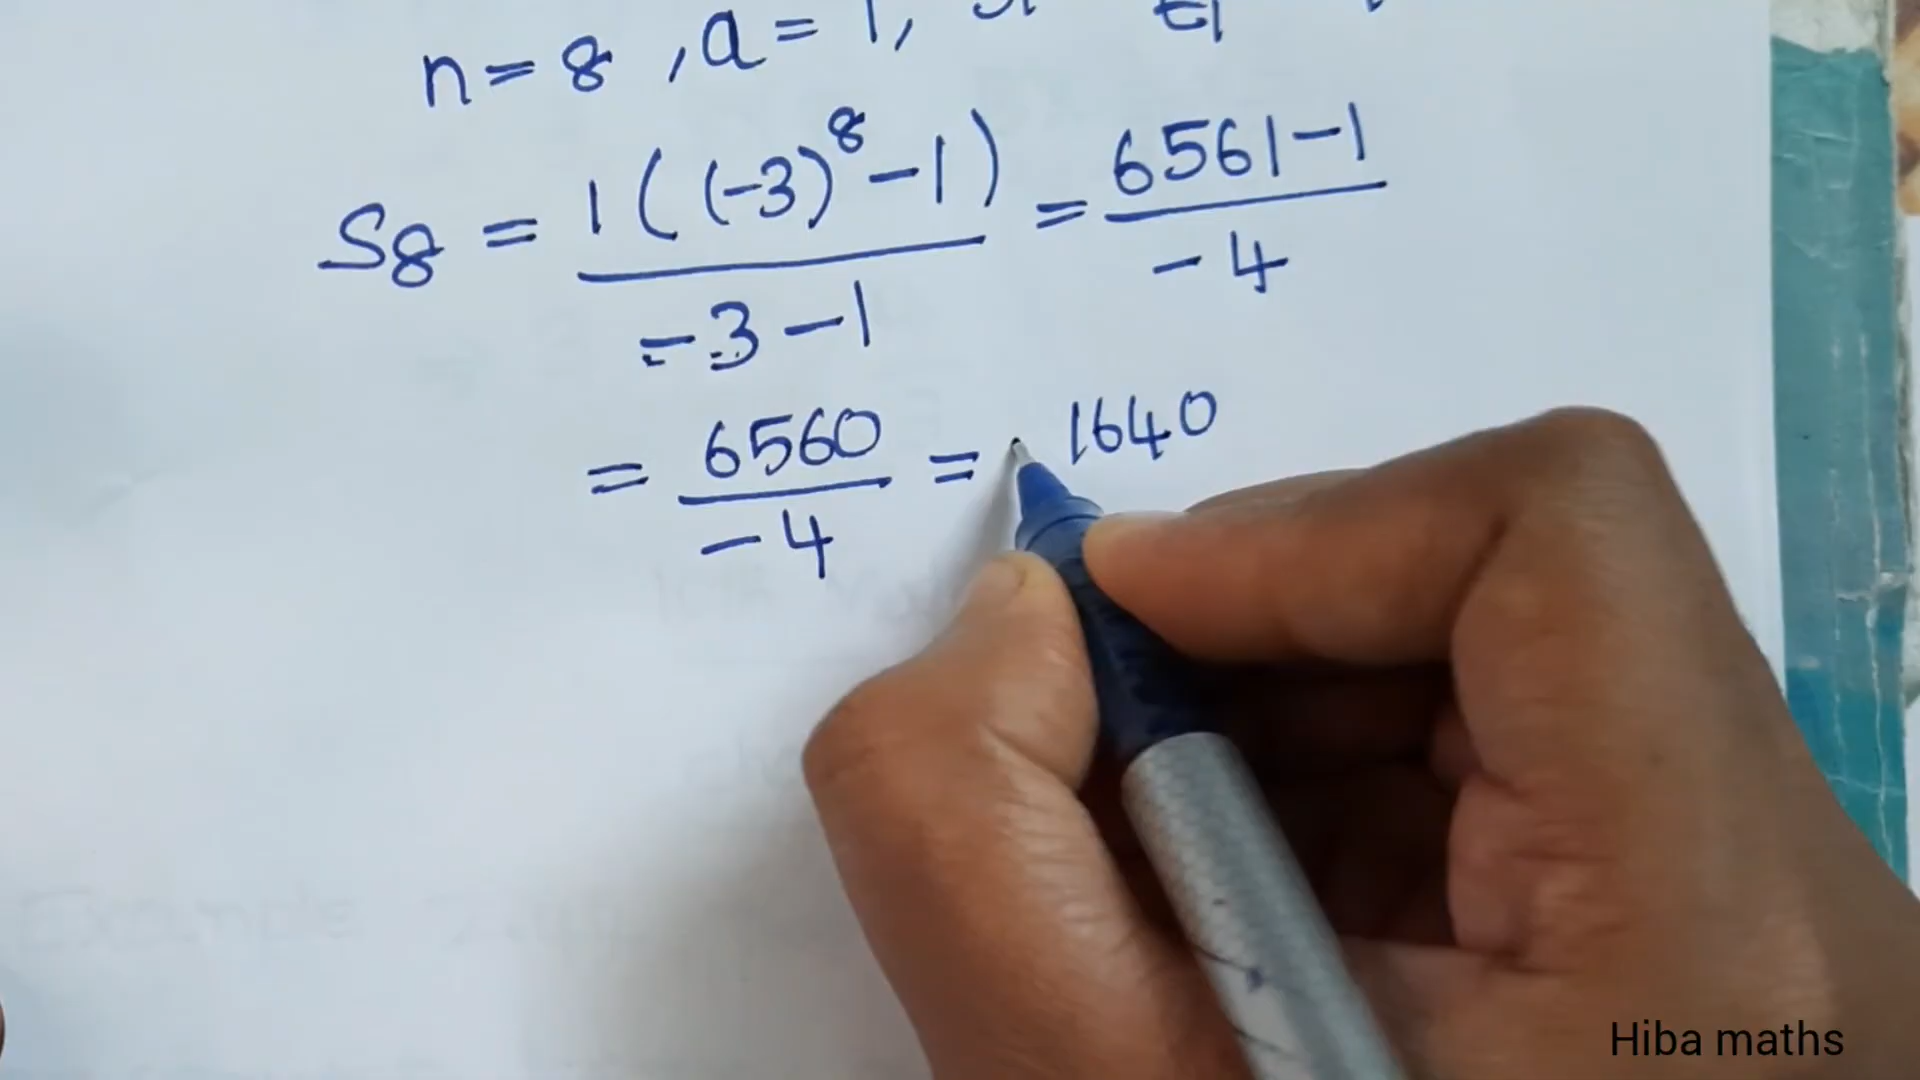 n = 8 , a = 1,
S8 = 1((-3)^8 - 1) / -3 - 1 = 6561 - 1 / -4
= 6560 / -4 = 1640
Hiba maths